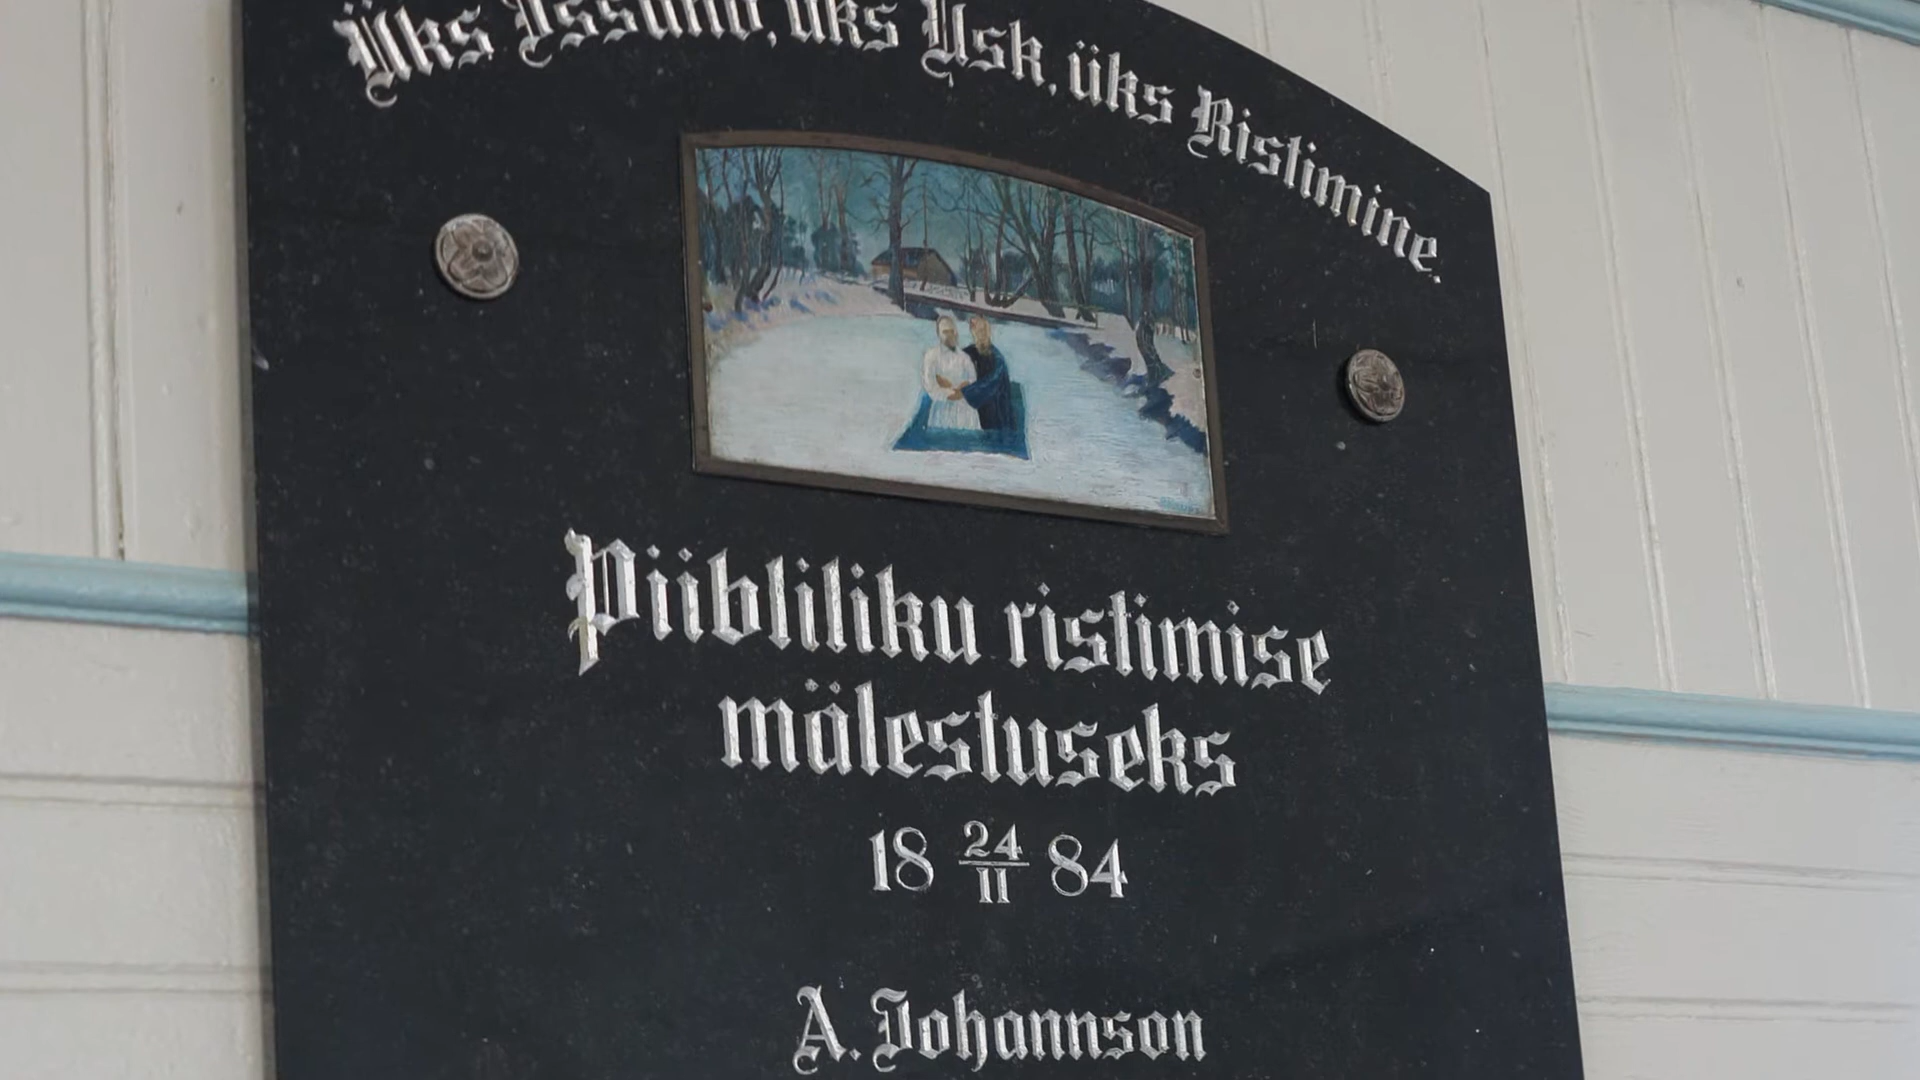 Üks Issand, üks Usk, üks Ristimine.
Piibliliku ristimise
mälestuseks
18 24/II 84
A. Johannson